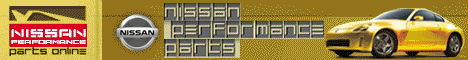 NISSAN
PERFORMANCE
parts online
NISSAN
nissan
performance
parts